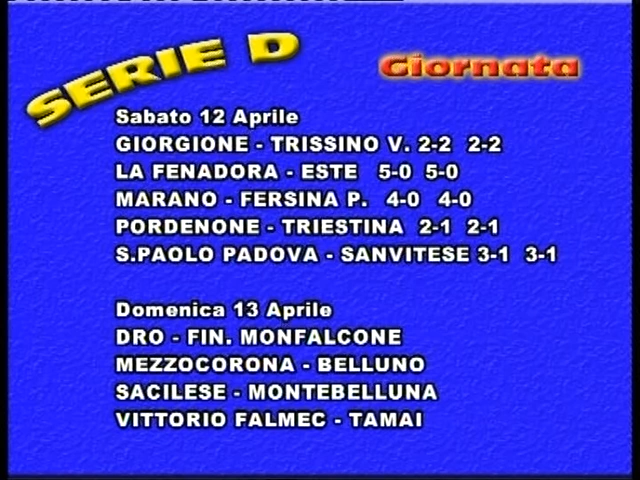 SERIE D
Giornata
Sabato 12 Aprile
GIORGIONE - TRISSINO V. 2-2 2-2
LA FENADORA - ESTE 5-0 5-0
MARANO - FERSINA P. 4-0 4-0
PORDENONE - TRIESTINA 2-1 2-1
S.PAOLO PADOVA - SANVITESE 3-1 3-1
Domenica 13 Aprile
DRO - FIN. MONFALCONE
MEZZOCORONA - BELLUNO
SACILESE - MONTEBELLUNA
VITTORIO FALMEC - TAMAI